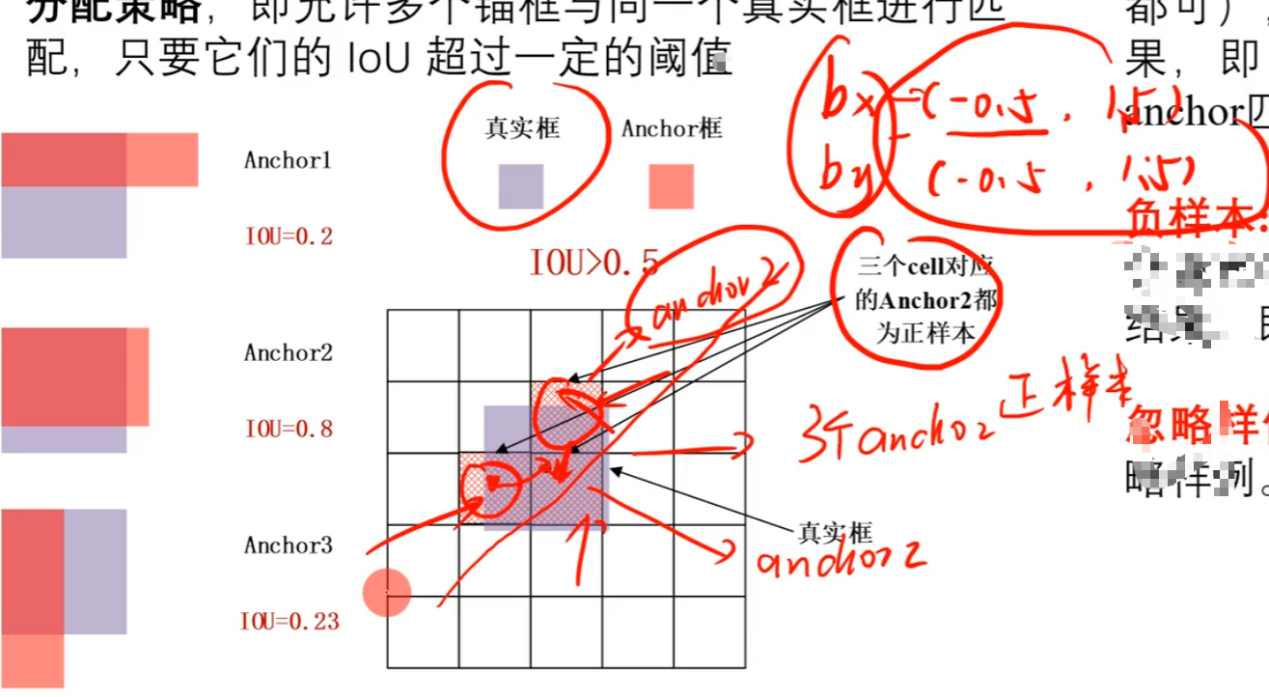 分配策略，即允许多个锚框与同一个真实框进行匹
配，只要它们的 IoU 超过一定的阈值
都可），
果，即
anchor匹
bx (-0.5, 1.5)
by (-0.5, 1.5)
真实框
Anchor框
Anchor1
IOU=0.2
IOU>0.5
anchor2
三个cell对应
的Anchor2都
为正样本
负样本:
Anchor2
IOU=0.8
3个anchor2 正样本
忽略样
略样例。
真实框
anchor2
Anchor3
IOU=0.23